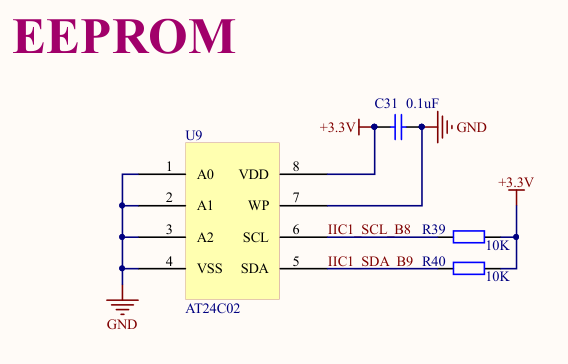 EEPROM
C31 0.1uF
+3.3V
GND
U9
+3.3V
1 A0 VDD 8
2 A1 WP 7
3 A2 SCL 6 IIC1_SCL_B8 R39
10K
4 VSS SDA 5 IIC1_SDA_B9 R40
10K
AT24C02
GND